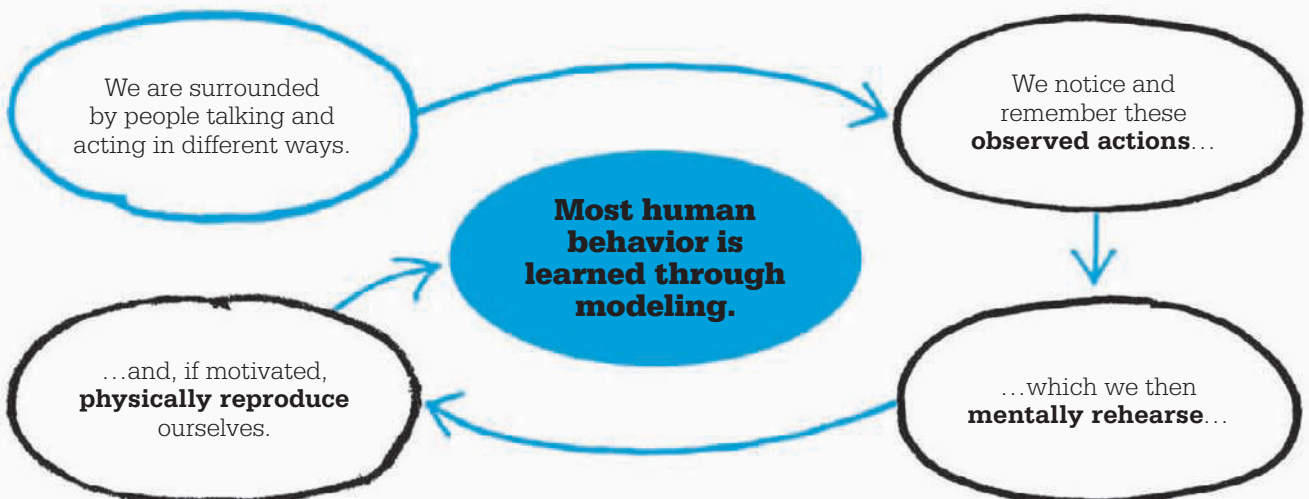 We are surrounded
by people talking and
acting in different ways.
We notice and
remember these
observed actions…
…which we then
mentally rehearse…
…and, if motivated,
physically reproduce
ourselves.
Most human
behavior is
learned through
modeling.